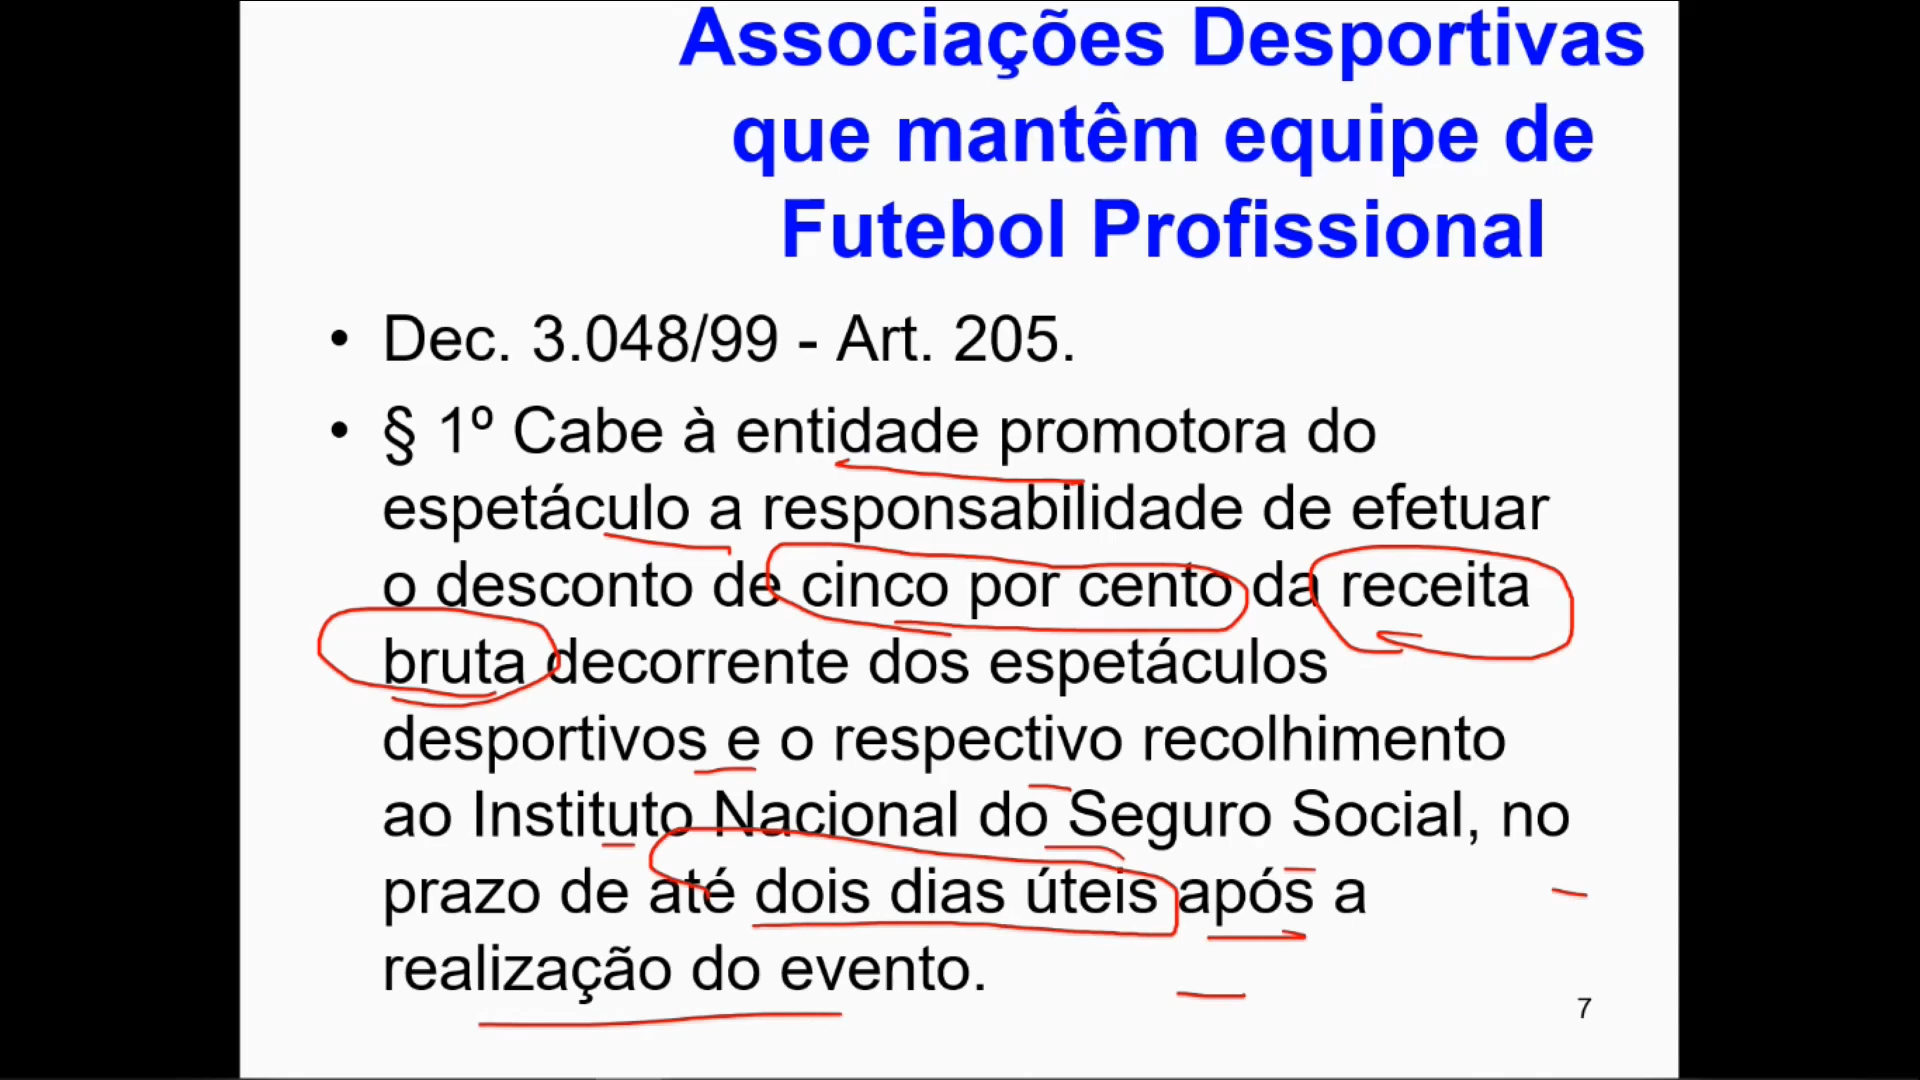 Associações Desportivas
que mantêm equipe de
Futebol Profissional
• Dec. 3.048/99 - Art. 205.
• § 1º Cabe à entidade promotora do
espetáculo a responsabilidade de efetuar
o desconto de cinco por cento da receita
bruta decorrente dos espetáculos
desportivos e o respectivo recolhimento
ao Instituto Nacional do Seguro Social, no
prazo de até dois dias úteis após a
realização do evento.
7